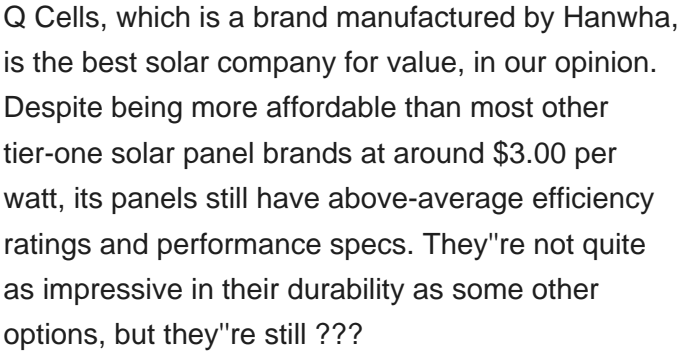 Q Cells, which is a brand manufactured by Hanwha,
is the best solar company for value, in our opinion.
Despite being more affordable than most other
tier-one solar panel brands at around $3.00 per
watt, its panels still have above-average efficiency
ratings and performance specs. They"re not quite
as impressive in their durability as some other
options, but they"re still ???